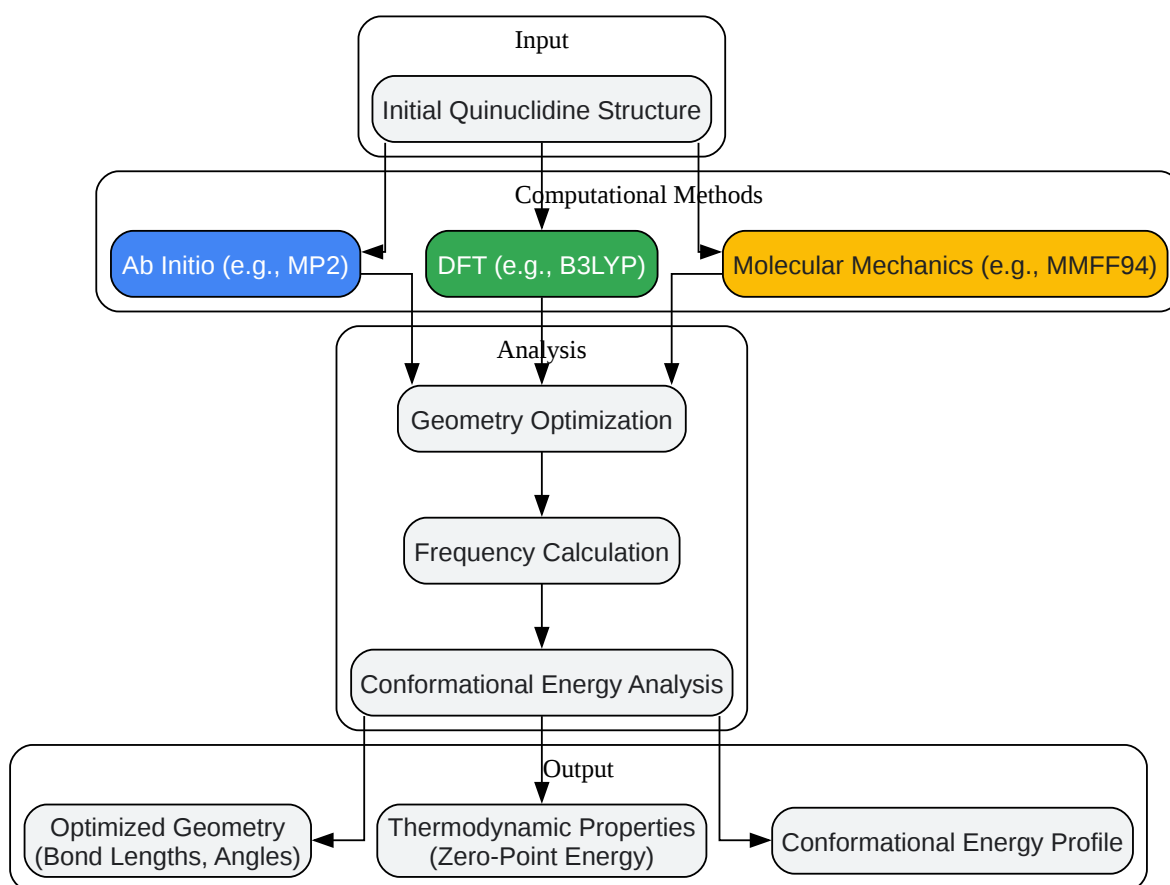 Input
Initial Quinuclidine Structure
Computational Methods
Ab Initio (e.g., MP2)
DFT (e.g., B3LYP)
Molecular Mechanics (e.g., MMFF94)
Analysis
Geometry Optimization
Frequency Calculation
Conformational Energy Analysis
Output
Optimized Geometry
(Bond Lengths, Angles)
Thermodynamic Properties
(Zero-Point Energy)
Conformational Energy Profile